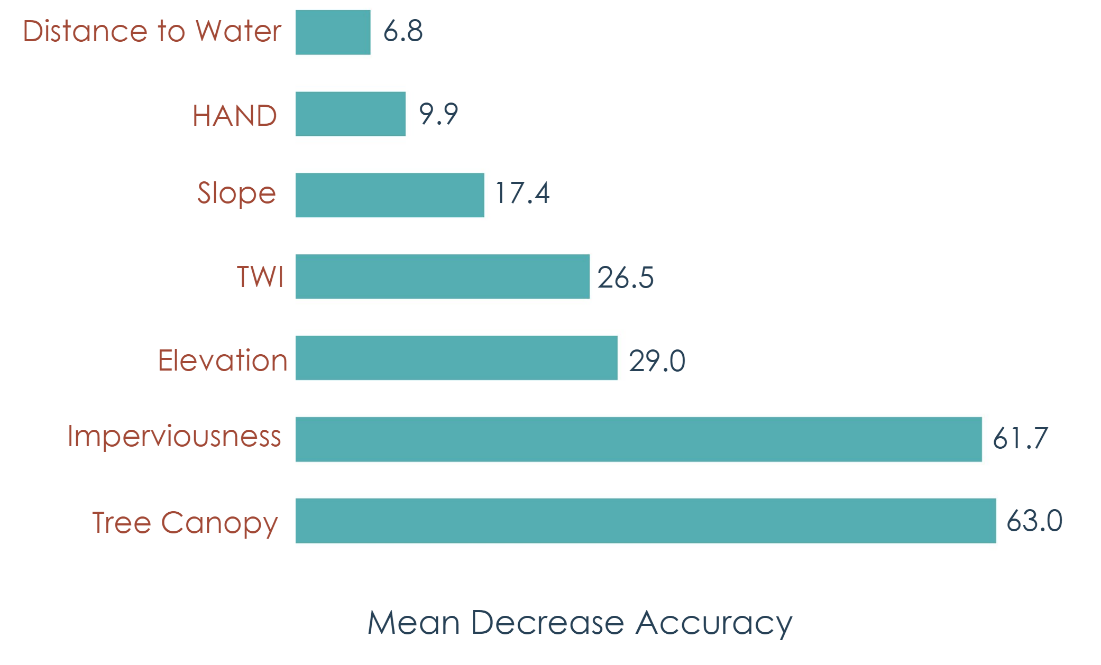 Distance to Water 6.8
HAND 9.9
Slope 17.4
TWI 26.5
Elevation 29.0
Imperviousness 61.7
Tree Canopy 63.0
Mean Decrease Accuracy